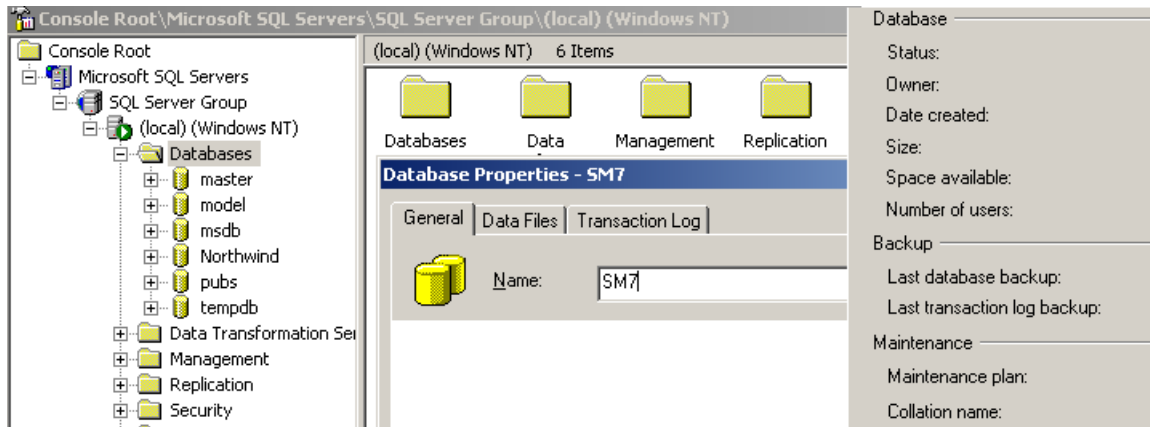 Console Root\Microsoft SQL Servers\SQL Server Group\(local) (Windows NT)
Console Root
Microsoft SQL Servers
SQL Server Group
(local) (Windows NT)
Databases
master
model
msdb
Northwind
pubs
tempdb
Data Transformation Ser
Management
Replication
Security
(local) (Windows NT) 6 Items
Databases
Data
Management
Replication
Database Properties - SM7
General
Data Files
Transaction Log
Name:
SM7
Database
Status:
Owner:
Date created:
Size:
Space available:
Number of users:
Backup
Last database backup:
Last transaction log backup:
Maintenance
Maintenance plan:
Collation name: